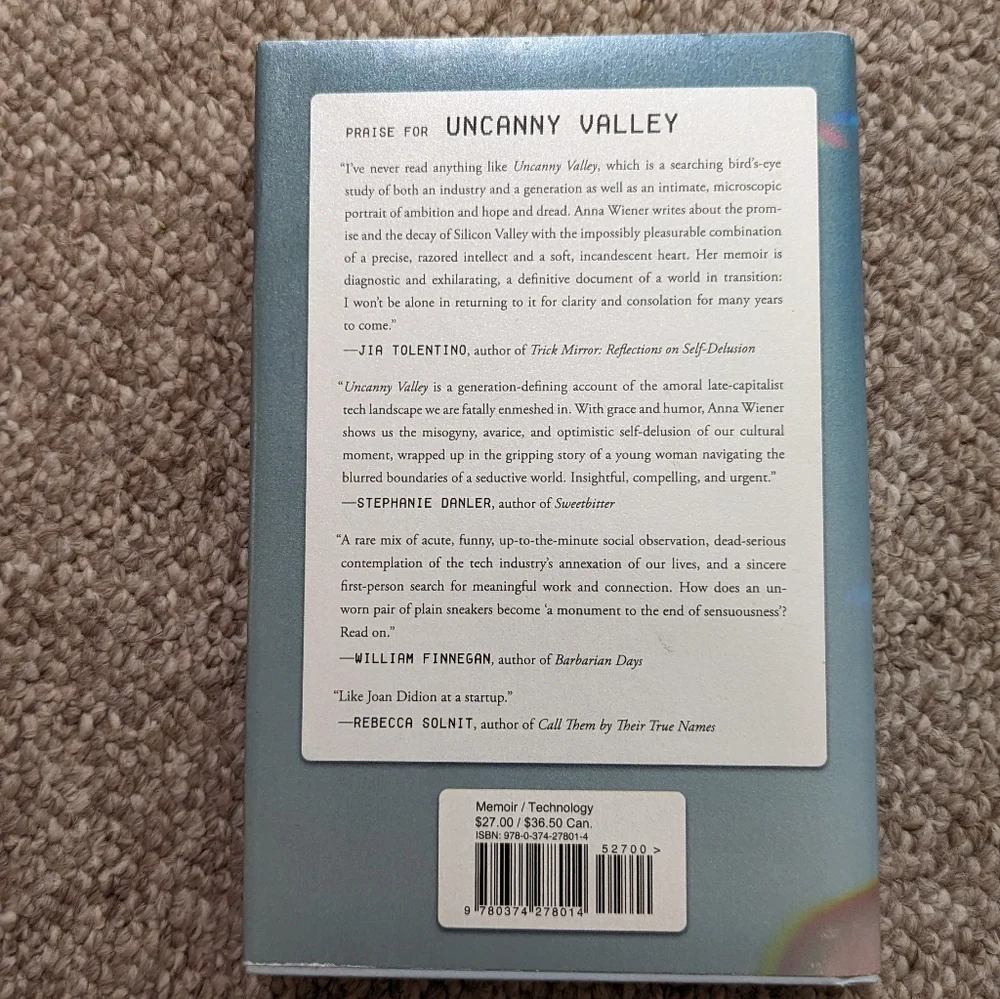 PRAISE FOR UNCANNY VALLEY
“I’ve never read anything like Uncanny Valley, which is a searching bird’s-eye
study of both an industry and a generation as well as an intimate, microscopic
portrait of ambition and hope and dread. Anna Wiener writes about the prom-
ise and the decay of Silicon Valley with the impossibly pleasurable combination
of a precise, razored intellect and a soft, incandescent heart. Her memoir is
diagnostic and exhilarating, a definitive document of a world in transition:
I won’t be alone in returning to it for clarity and consolation for many years
to come.”
—JIA TOLENTINO, author of Trick Mirror: Reflections on Self-Delusion
“Uncanny Valley is a generation-defining account of the amoral late-capitalist
tech landscape we are fatally enmeshed in. With grace and humor, Anna Wiener
shows us the misogyny, avarice, and optimistic self-delusion of our cultural
moment, wrapped up in the gripping story of a young woman navigating the
blurred boundaries of a seductive world. Insightful, compelling, and urgent.”
—STEPHANIE DANLER, author of Sweetbitter
“A rare mix of acute, funny, up-to-the-minute social observation, dead-serious
contemplation of the tech industry’s annexation of our lives, and a sincere
first-person search for meaningful work and connection. How does an un-
worn pair of plain sneakers become ‘a monument to the end of sensuousness’?
Read on.”
—WILLIAM FINNEGAN, author of Barbarian Days
“Like Joan Didion at a startup.”
—REBECCA SOLNIT, author of Call Them by Their True Names
Memoir / Technology
$27.00 / $36.50 Can.
ISBN: 978-0-374-27801-4
52700 >
9 780374 278014